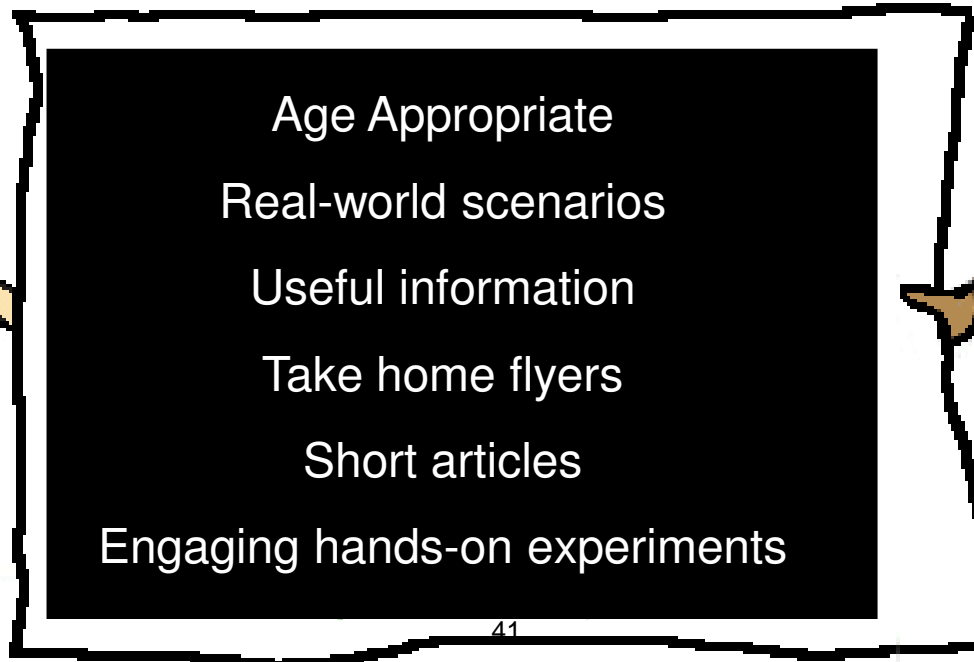 Age Appropriate
Real-world scenarios
Useful information
Take home flyers
Short articles
Engaging hands-on experiments
41